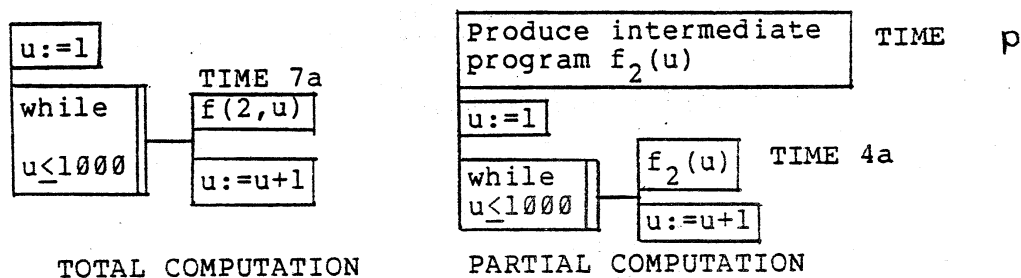 u:=1
while
u≤1000
TIME 7a
f(2,u)
u:=u+1
TOTAL COMPUTATION
Produce intermediate
program f₂(u)
TIME p
u:=1
while
u≤1000
f₂(u)
TIME 4a
u:=u+1
PARTIAL COMPUTATION